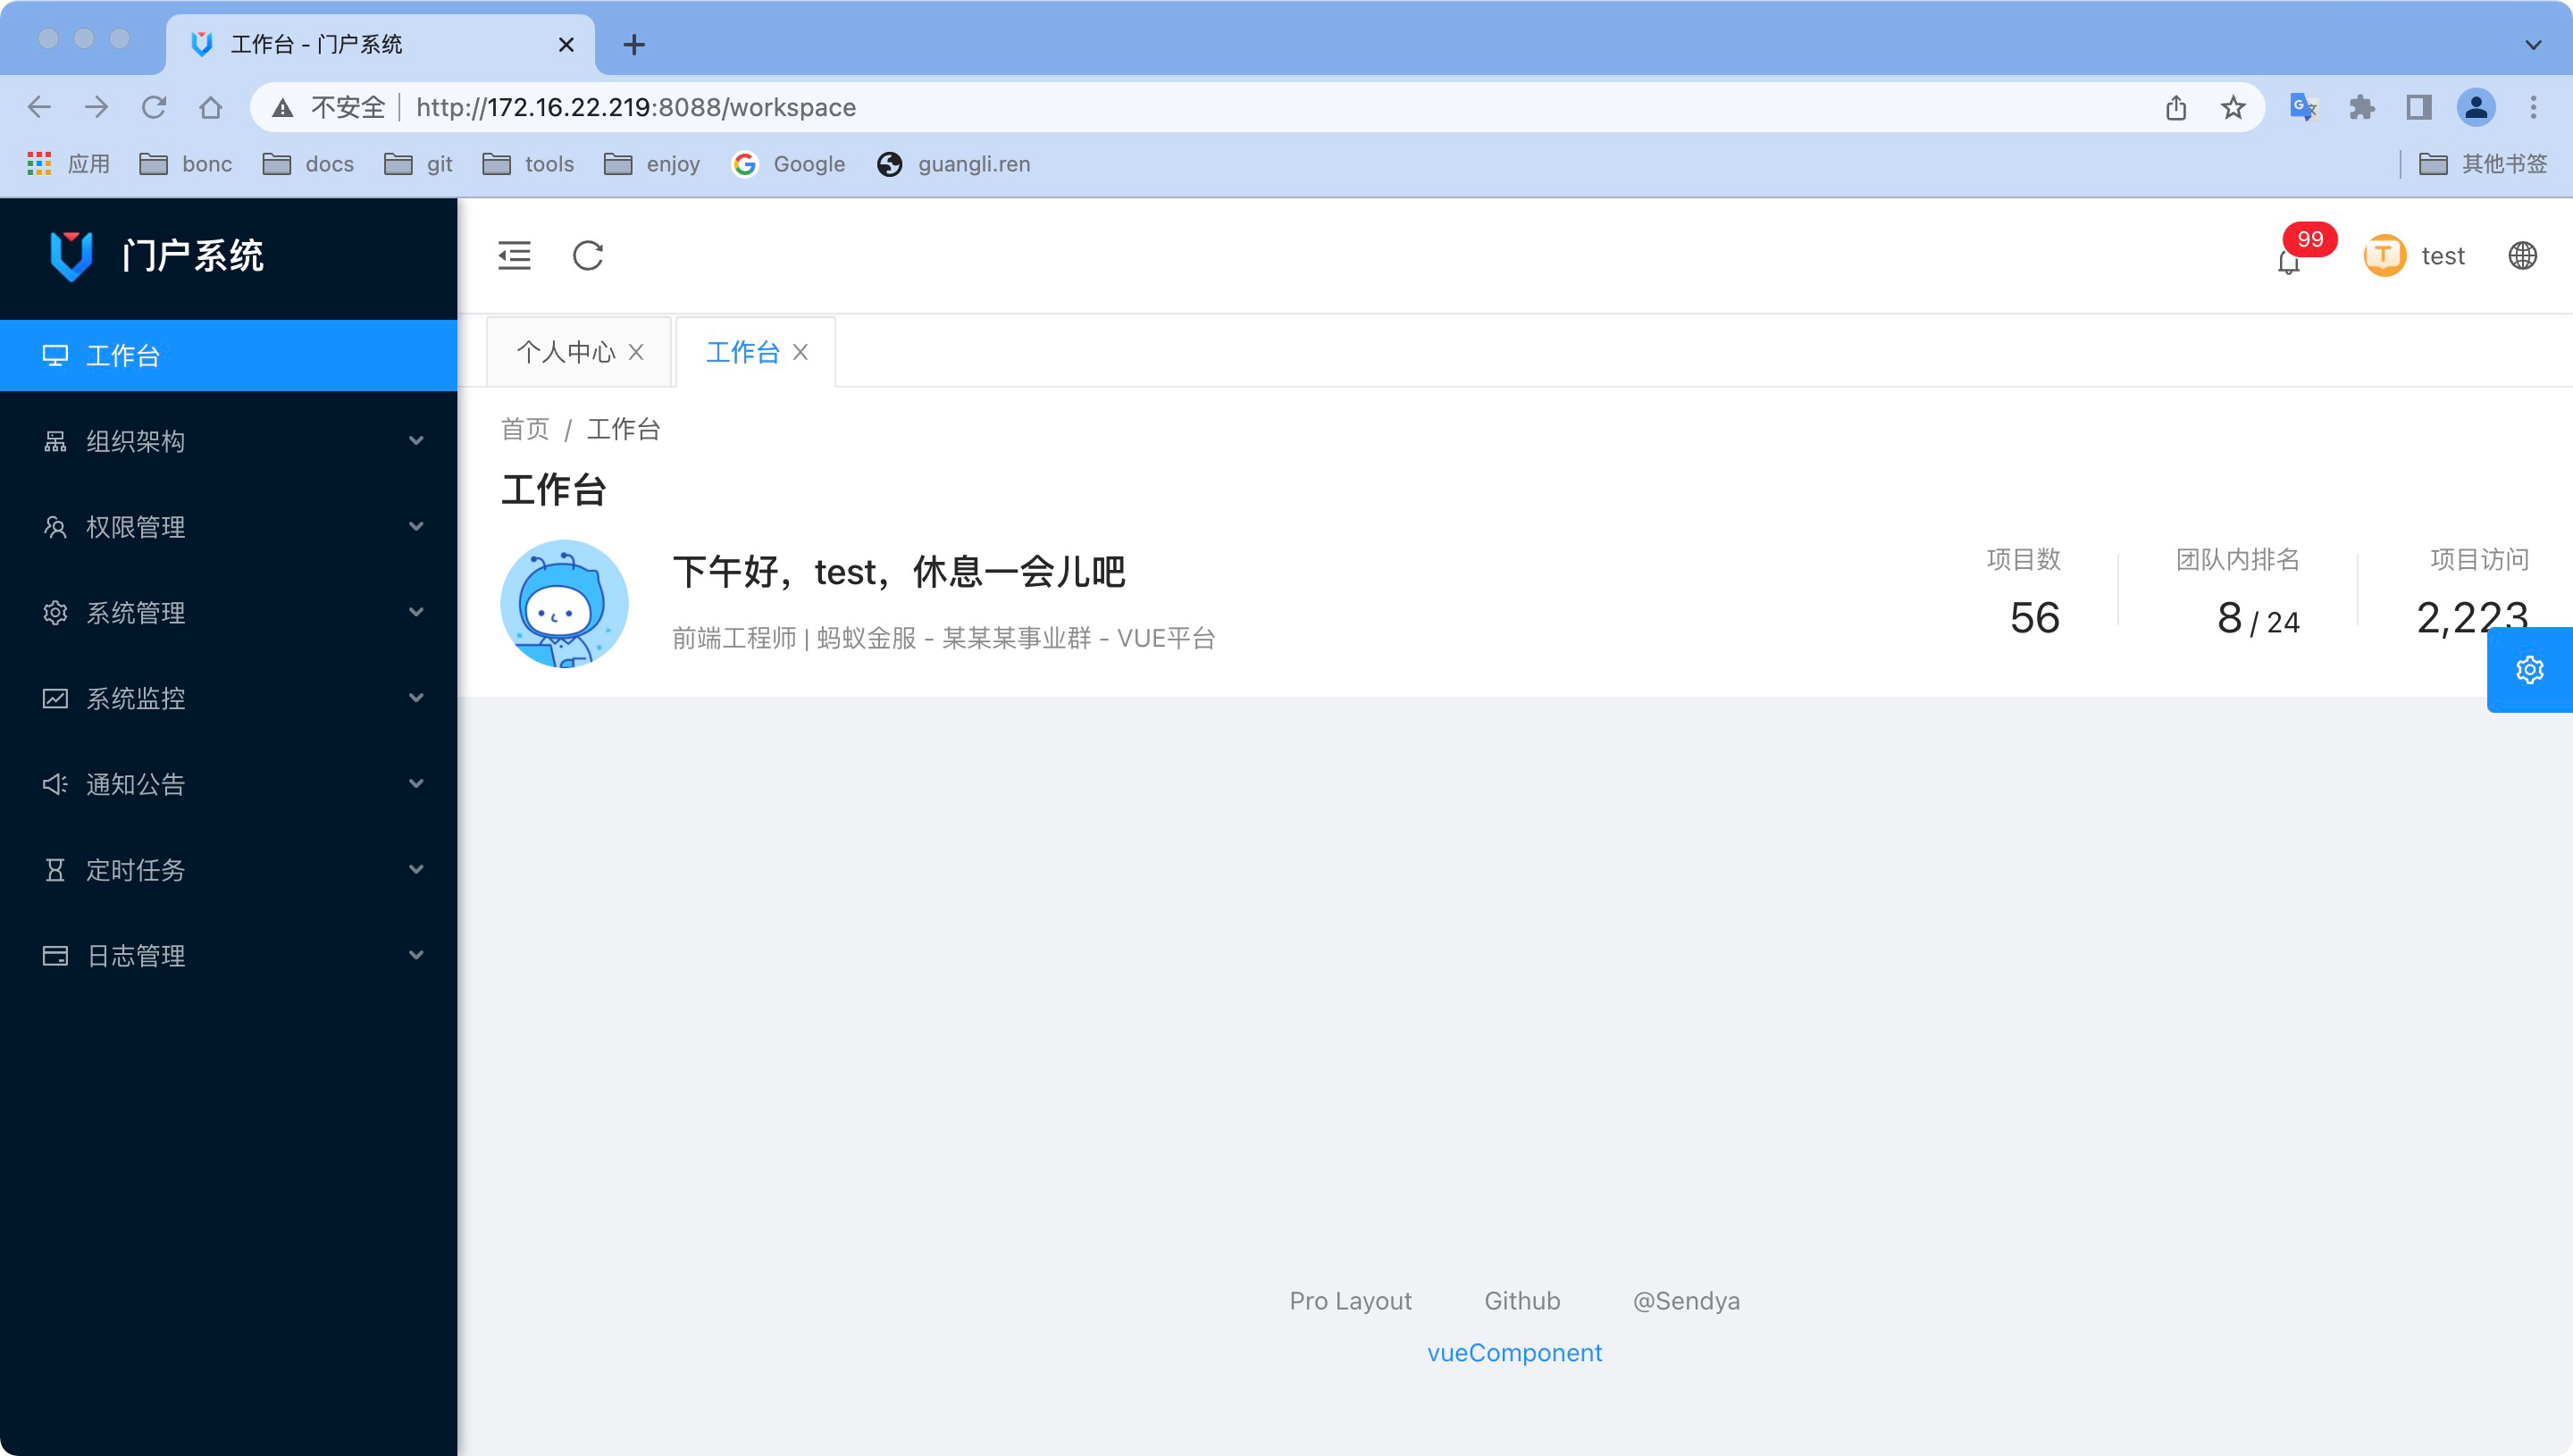 工作台 - 门户系统
不安全 http://172.16.22.219:8088/workspace
应用 bonc docs git tools enjoy Google guangli.ren 其他书签
门户系统
99 test
工作台
组织架构
权限管理
系统管理
系统监控
通知公告
定时任务
日志管理
个人中心 工作台
首页 / 工作台
工作台
下午好，test，休息一会儿吧
前端工程师 | 蚂蚁金服 - 某某某事业群 - VUE平台
项目数 团队内排名 项目访问
56 8 / 24 2,223
Pro Layout Github @Sendya
vueComponent